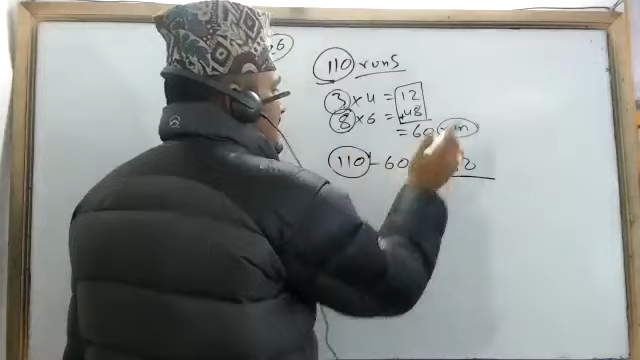 110 runs
3 × 4 = 12
8 × 6 = +48
= 60
110 - 60